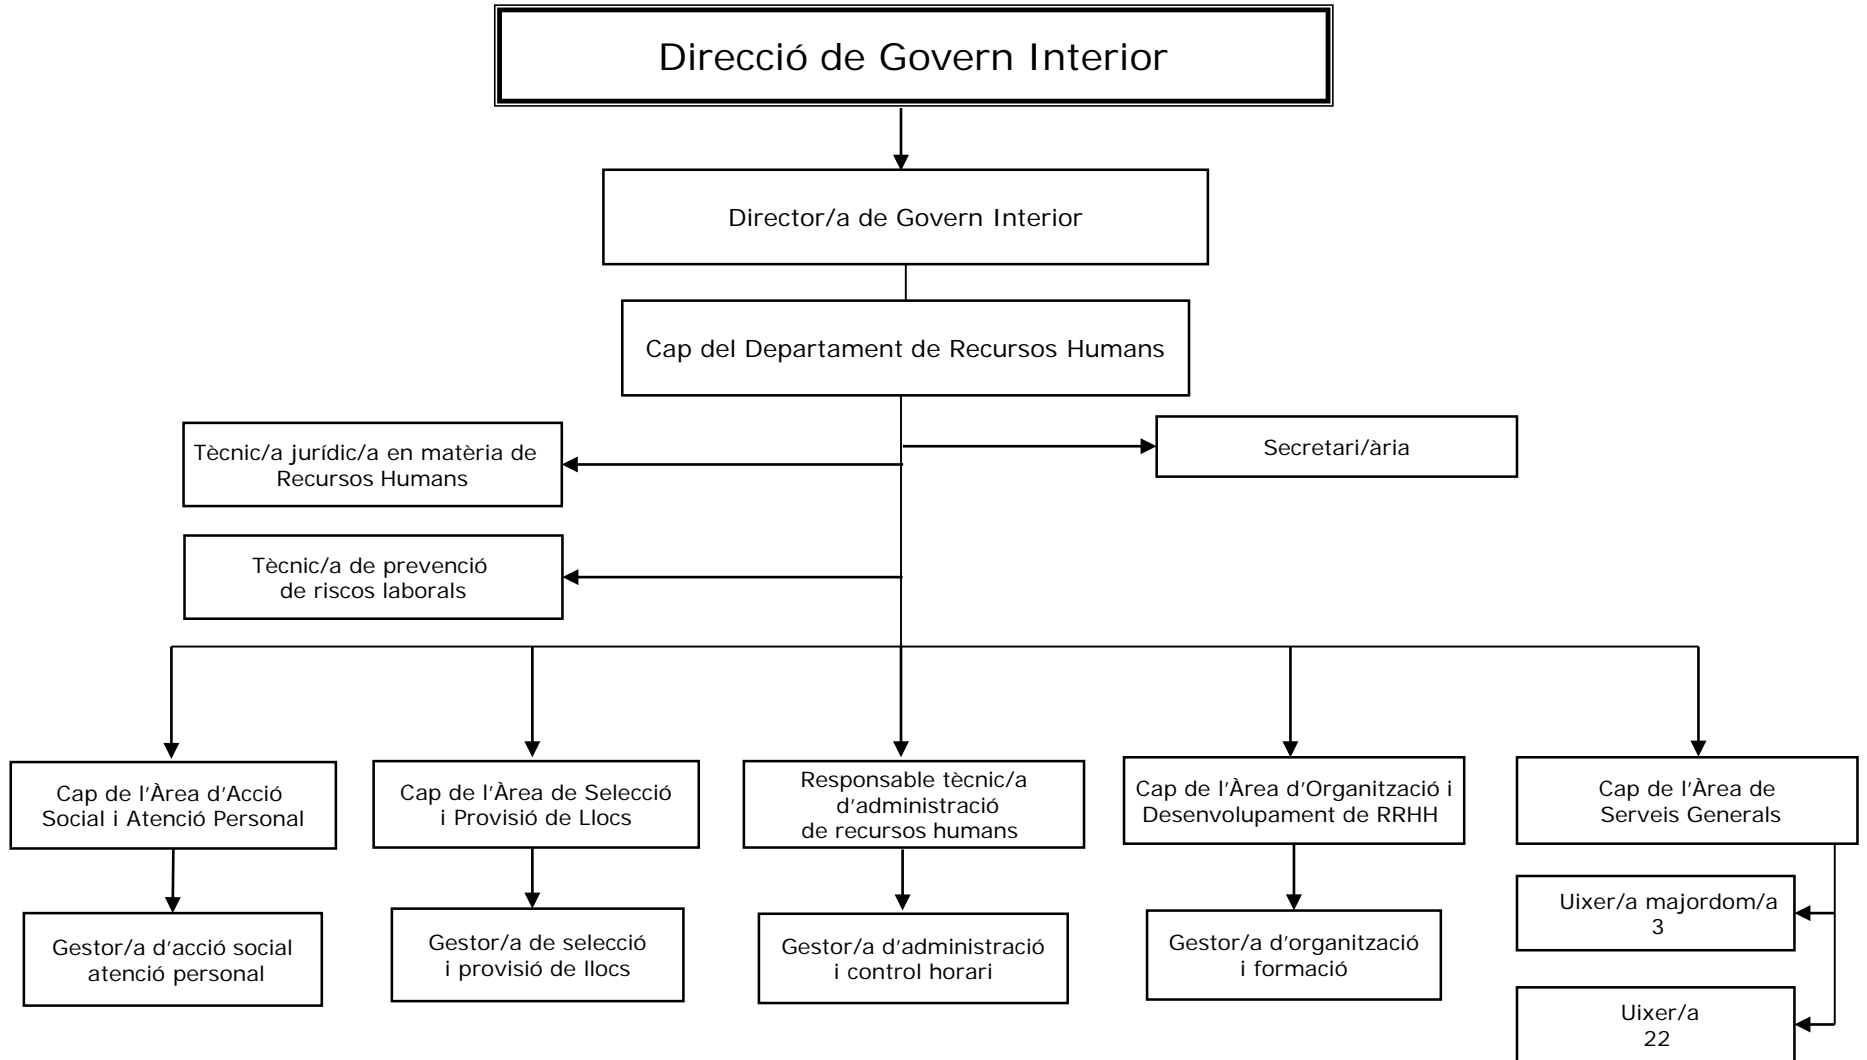 Direcció de Govern Interior
Director/a de Govern Interior
Cap del Departament de Recursos Humans
Tècnic/a jurídic/a en matèria de
Recursos Humans
Secretari/ària
Tècnic/a de prevenció
de riscos laborals
Cap de l'Àrea d'Acció
Social i Atenció Personal
Cap de l'Àrea de Selecció
i Provisió de Llocs
Responsable tècnic/a
d'administració
de recursos humans
Cap de l'Àrea d'Organització i
Desenvolupament de RRHH
Cap de l'Àrea de
Serveis Generals
Gestor/a d'acció social
atenció personal
Gestor/a de selecció
i provisió de llocs
Gestor/a d'administració
i control horari
Gestor/a d'organització
i formació
Uixer/a majordom/a
3
Uixer/a
22